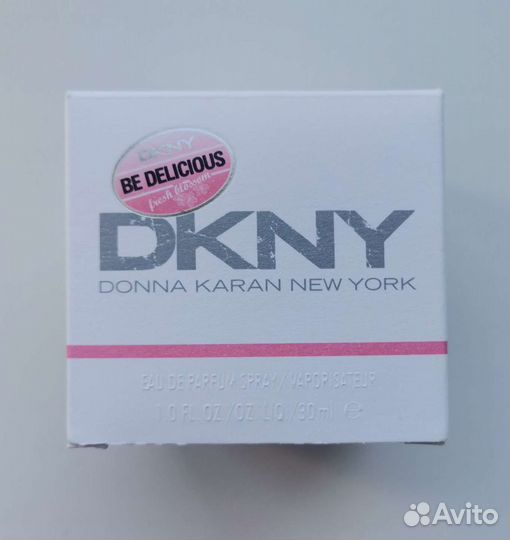 DKNY
BE DELICIOUS
fresh blossom
DKNY
DONNA KARAN NEW YORK
EAU DE PARFUM SPRAY / VAPORISATEUR
1.0 FL. OZ./OZ. LIQ./30ml e
Avito